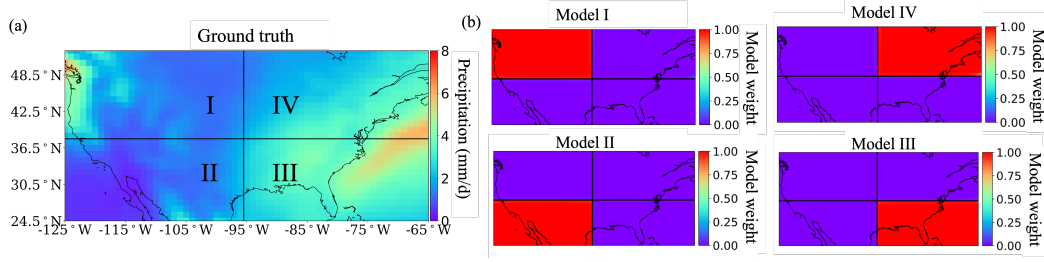 (a)
Ground truth
48.5°N
42.5°N
36.5°N
30.5°N
24.5°N
-125°W
-115°W
-105°W
-95°W
-85°W
-75°W
-65°W
I
IV
II
III
8
6
4
2
0
Precipitation (mm/d)
(b)
Model I
1.00
0.75
0.50
0.25
0.00
Model weight
Model IV
1.00
0.75
0.50
0.25
0.00
Model weight
Model II
1.00
0.75
0.50
0.25
0.00
Model weight
Model III
1.00
0.75
0.50
0.25
0.00
Model weight